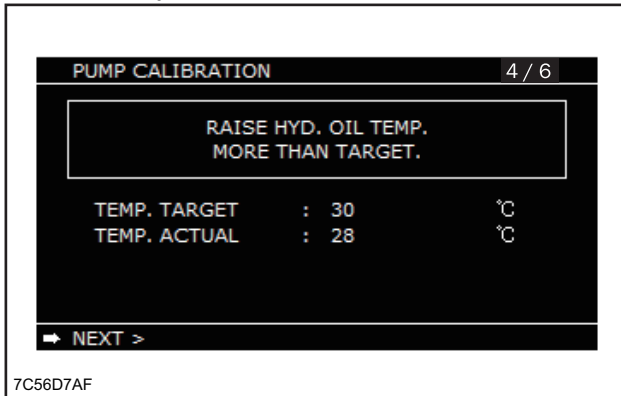 PUMP CALIBRATION 4/6
RAISE HYD. OIL TEMP.
MORE THAN TARGET.
TEMP. TARGET : 30 ℃
TEMP. ACTUAL : 28 ℃
➡ NEXT >
7C56D7AF